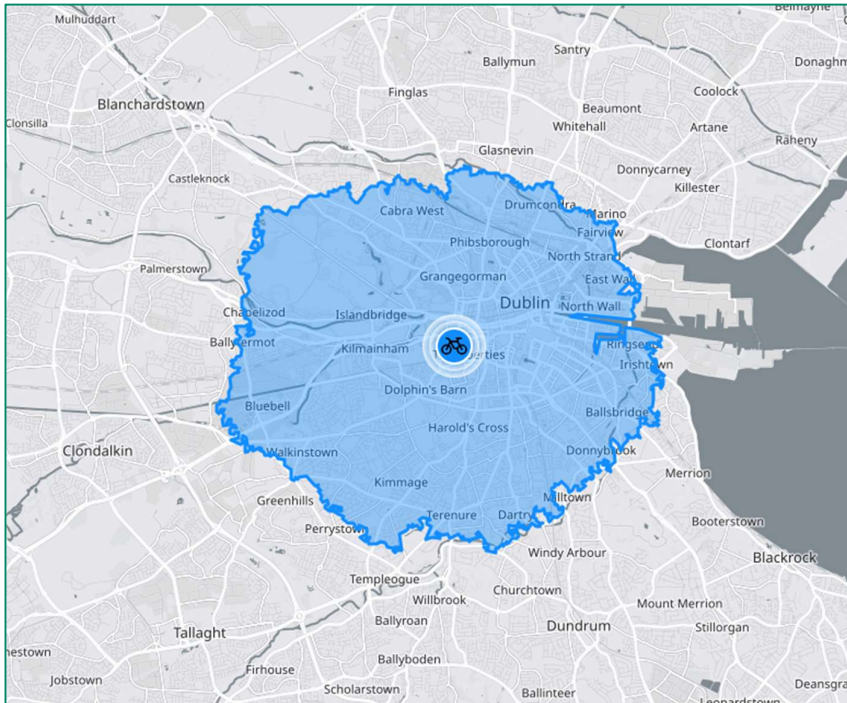 Mulhuddart
Santry
Ballymun
Donaghm
Finglas
Coolock
Blanchardstown
Beaumont
Clonsilla
Whitehall
Artane
Raheny
Glasnevin
Donnycarney
Castleknock
Killester
Drumcondra
Cabra West
Marino
Fairview
Clontarf
Phibsborough
North Strand
Palmerstown
Grangegorman
East Wall
Dublin
North Wall
Chapelizod
Islandbridge
Ringsend
Kilmainham
Irishtown
Dolphin's Barn
Bluebell
Ballsbridge
Harold's Cross
Clondalkin
Walkinstown
Donnybrook
Merrion
Kimmage
Greenhills
Milltown
Terenure
Dartry
Booterstown
Perrystown
Windy Arbour
Blackrock
Templeogue
Churchtown
Willbrook
Mount Merrion
Ballyroan
Stillorgan
Tallaght
Dundrum
nestown
Ballyboden
Firhouse
Jobstown
Deansgra
Scholarstown
Ballinteer